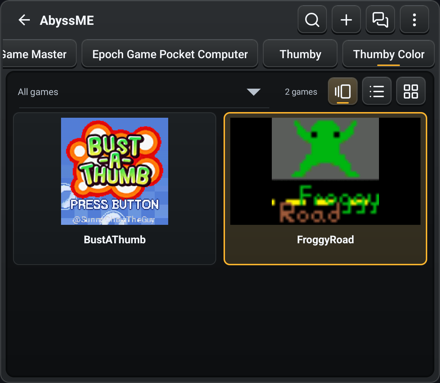 AbyssME
Game Master
Epoch Game Pocket Computer
Thumby
Thumby Color
All games
2 games
BUST
-A-
THUMB
PRESS BUTTON
BustAThumb
Froggy
Road
FroggyRoad